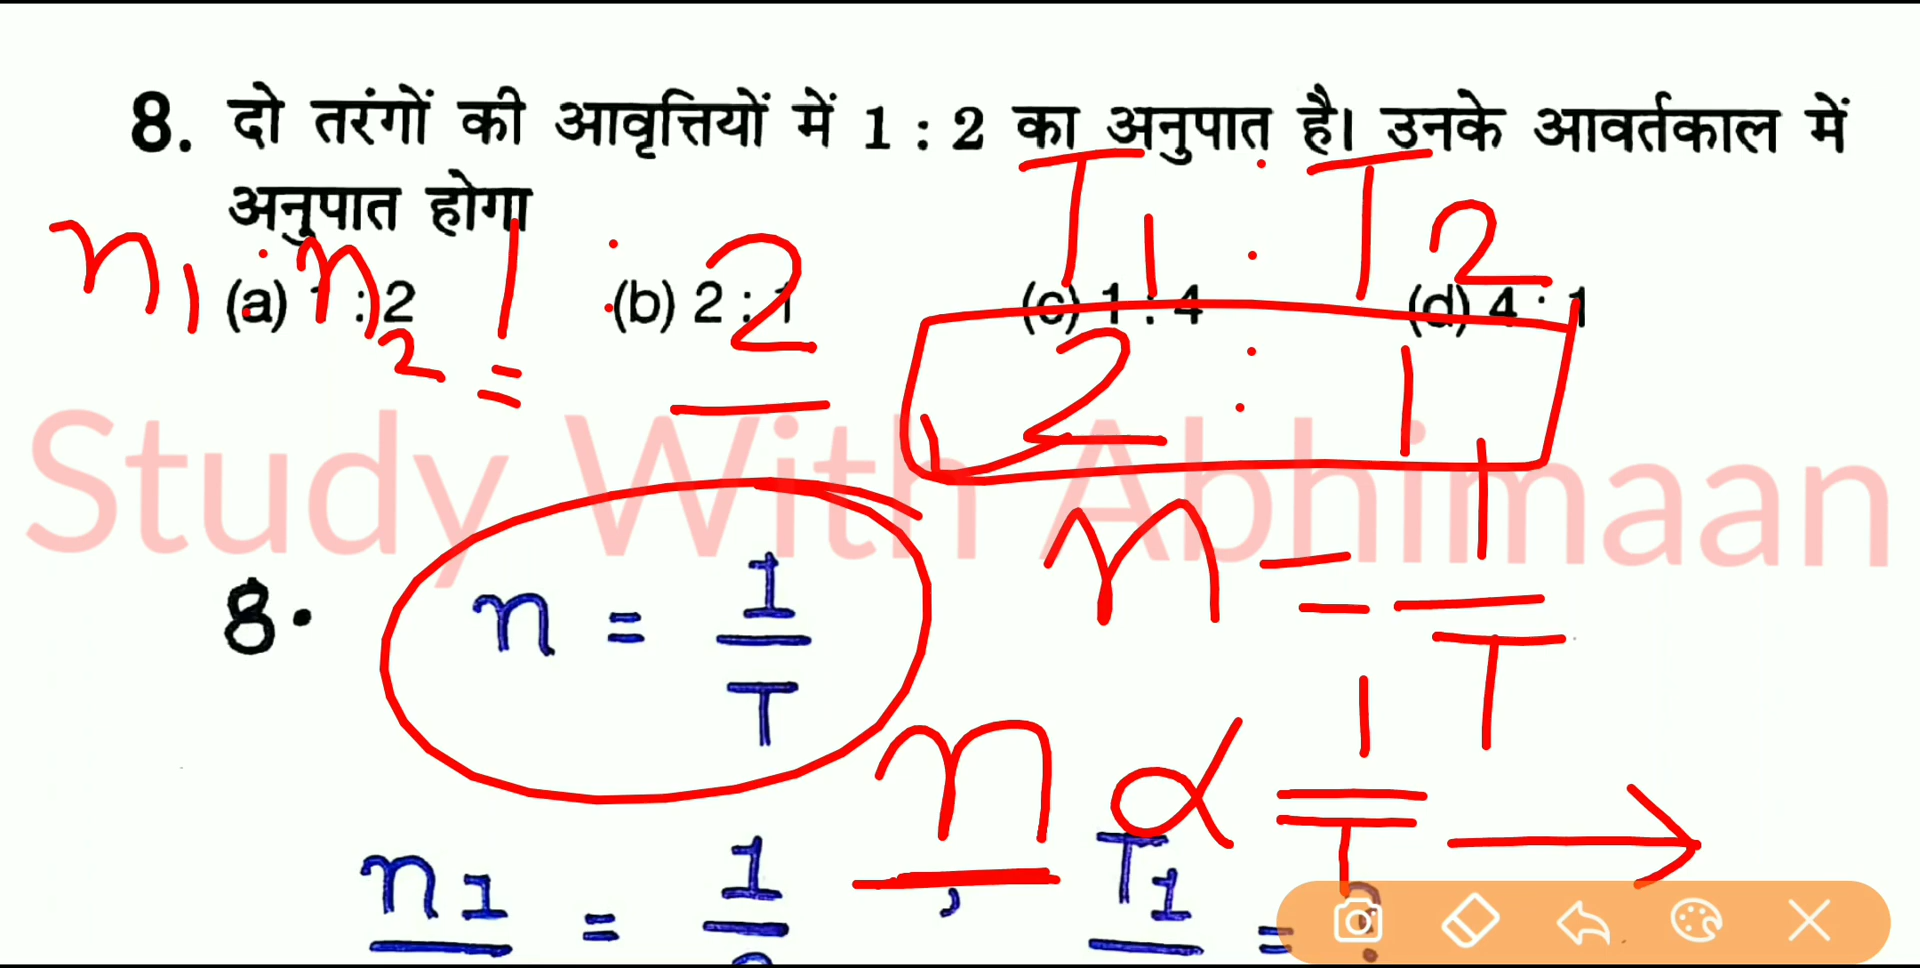 8. दो तरंगों की आवृत्तियों में 1 : 2 का अनुपात है। उनके आवर्तकाल में
अनुपात होगा
T1 : T2
n1 : n2 = 1 : 2
(a) 1 : 2 (b) 2 : 1 (c) 1 : 4 (d) 4 : 1
2 : 1
Study With Abhimaan
8. n = 1/T
n = 1/T
n α 1/T →
n1 = 1 , T1 = ?